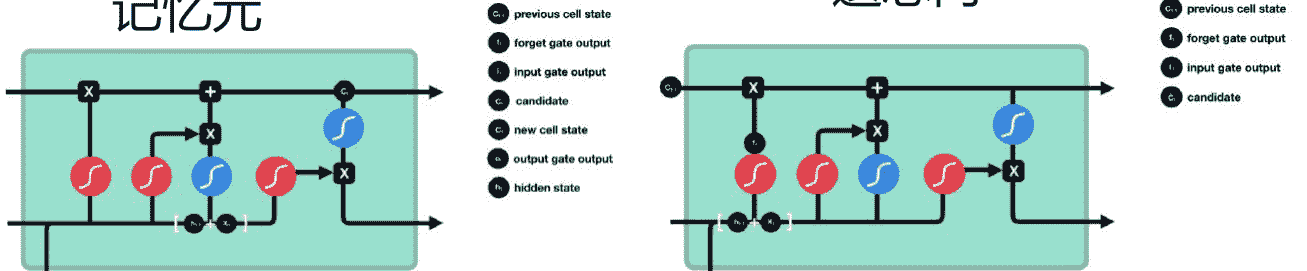 记忆元
previous cell state
forget gate output
input gate output
candidate
new cell state
output gate output
hidden state
X
+
X
X
previous cell state
forget gate output
input gate output
candidate
X
+
X
X